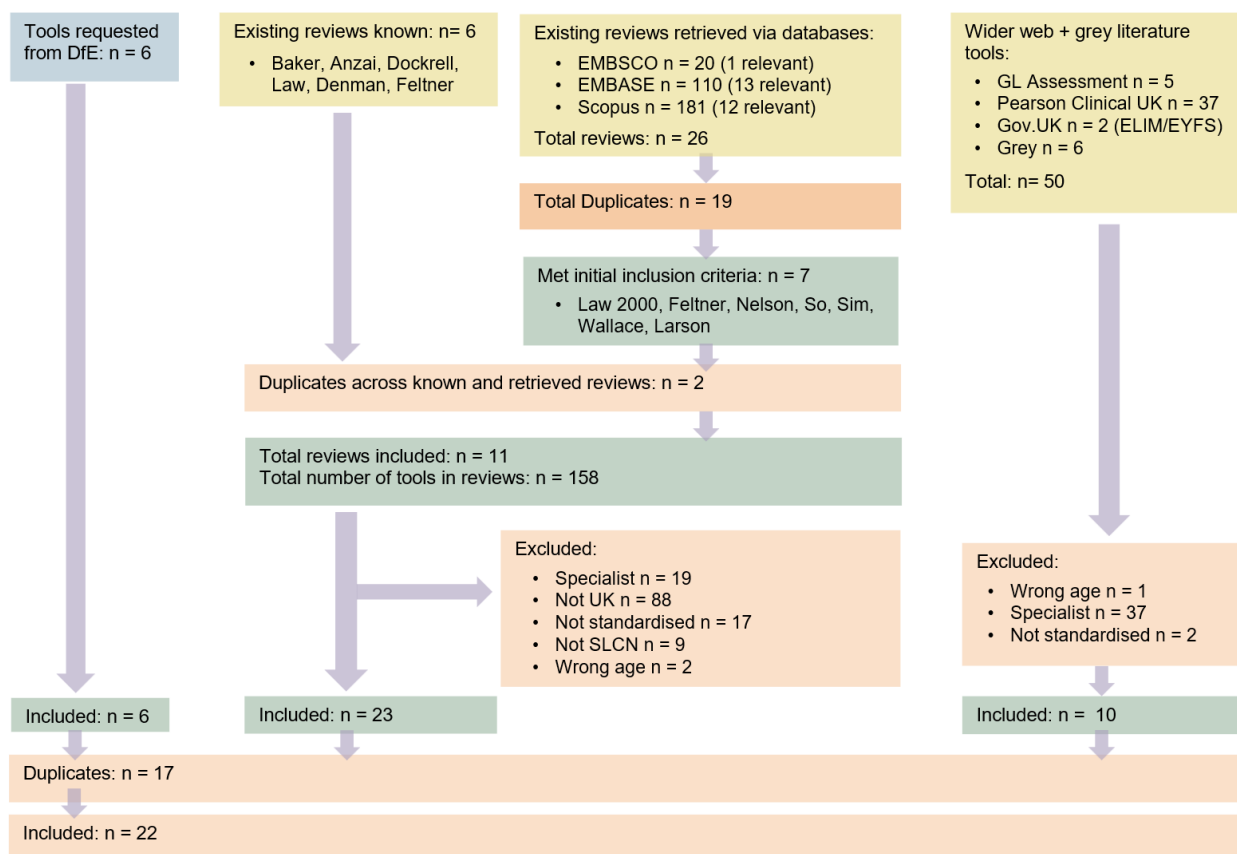 Tools requested
from DfE: n = 6
Existing reviews known: n= 6
• Baker, Anzai, Dockrell,
Law, Denman, Feltner
Existing reviews retrieved via databases:
• EMBSCO n = 20 (1 relevant)
• EMBASE n = 110 (13 relevant)
• Scopus n = 181 (12 relevant)
Total reviews: n = 26
Wider web + grey literature
tools:
• GL Assessment n = 5
• Pearson Clinical UK n = 37
• Gov.UK n = 2 (ELIM/EYFS)
• Grey n = 6
Total: n= 50
Total Duplicates: n = 19
Met initial inclusion criteria: n = 7
• Law 2000, Feltner, Nelson, So, Sim,
Wallace, Larson
Duplicates across known and retrieved reviews: n = 2
Total reviews included: n = 11
Total number of tools in reviews: n = 158
Excluded:
• Specialist n = 19
• Not UK n = 88
• Not standardised n = 17
• Not SLCN n = 9
• Wrong age n = 2
Excluded:
• Wrong age n = 1
• Specialist n = 37
• Not standardised n = 2
Included: n = 6
Included: n = 23
Included: n = 10
Duplicates: n = 17
Included: n = 22